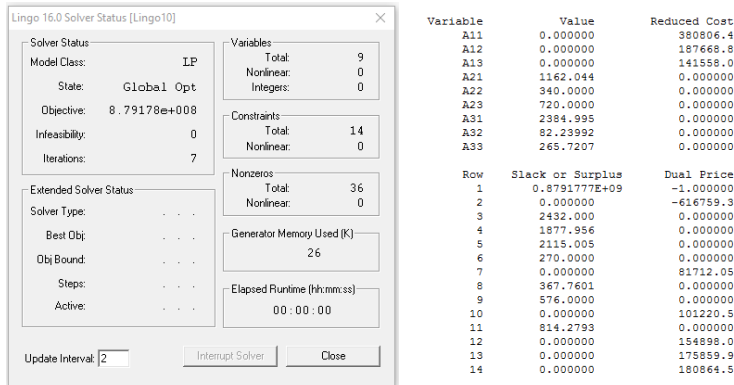 Lingo 16.0 Solver Status [Lingo10]
Solver Status
Model Class: LP
State: Global Opt
Objective: 8.79178e+008
Infeasibility: 0
Iterations: 7
Extended Solver Status
Solver Type: . . .
Best Obj: . . .
Obj Bound: . . .
Steps: . . .
Active: . . .
Variables
Total: 9
Nonlinear: 0
Integers: 0
Constraints
Total: 14
Nonlinear: 0
Nonzeros
Total: 36
Nonlinear: 0
Generator Memory Used (K)
26
Elapsed Runtime (hh:mm:ss)
00:00:00
Update Interval: 2
Interrupt Solver
Close
Variable Value Reduced Cost
A11 0.000000 380806.4
A12 0.000000 187668.8
A13 0.000000 141558.0
A21 1162.044 0.000000
A22 340.0000 0.000000
A23 720.0000 0.000000
A31 2384.995 0.000000
A32 82.23992 0.000000
A33 265.7207 0.000000
Row Slack or Surplus Dual Price
1 0.8791777E+09 -1.000000
2 0.000000 -616759.3
3 2432.000 0.000000
4 1877.956 0.000000
5 2115.005 0.000000
6 270.0000 0.000000
7 0.000000 81712.05
8 367.7601 0.000000
9 576.0000 0.000000
10 0.000000 101220.5
11 814.2793 0.000000
12 0.000000 154898.0
13 0.000000 175859.9
14 0.000000 180864.5